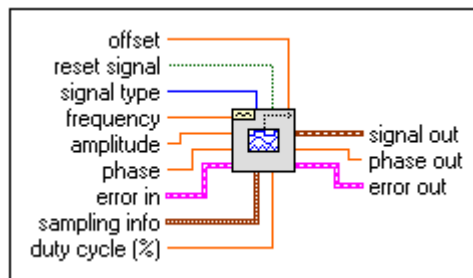 offset
reset signal
signal type
frequency
amplitude
phase
error in
sampling info
duty cycle (%)
signal out
phase out
error out